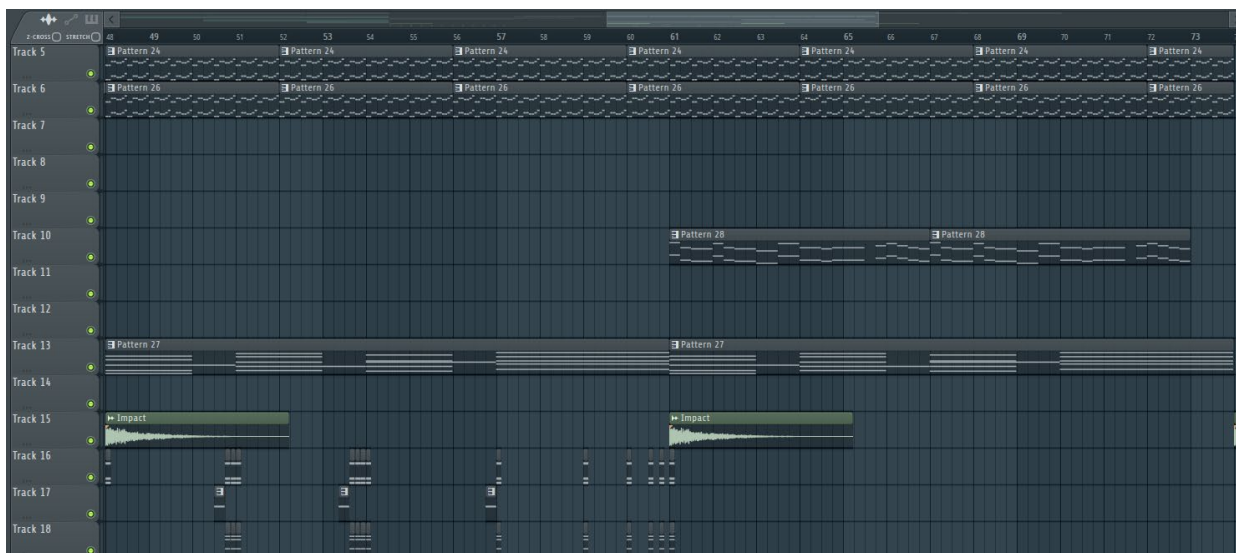 Z-CROSS STRETCH 48 49 50 51 52 53 54 55 56 57 58 59 60 61 62 63 64 65 66 67 68 69 70 71 72 73
Track 5 Pattern 24 Pattern 24 Pattern 24 Pattern 24 Pattern 24 Pattern 24 Pattern 24
Track 6 Pattern 26 Pattern 26 Pattern 26 Pattern 26 Pattern 26 Pattern 26 Pattern 26
Track 7
Track 8
Track 9
Track 10 Pattern 28 Pattern 28
Track 11
Track 12
Track 13 Pattern 27 Pattern 27
Track 14
Track 15 Impact Impact
Track 16
Track 17
Track 18